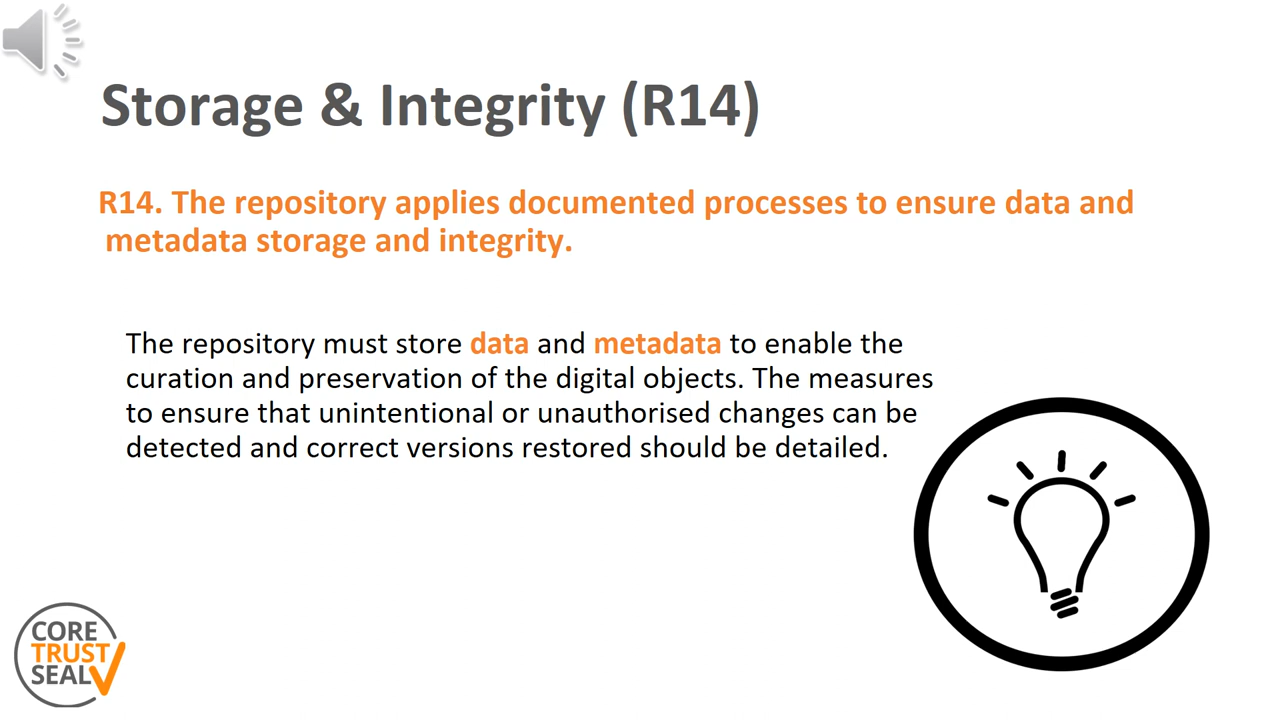 Storage & Integrity (R14)
R14. The repository applies documented processes to ensure data and
metadata storage and integrity.
The repository must store data and metadata to enable the
curation and preservation of the digital objects. The measures
to ensure that unintentional or unauthorised changes can be
detected and correct versions restored should be detailed.
CORE
TRUST
SEAL